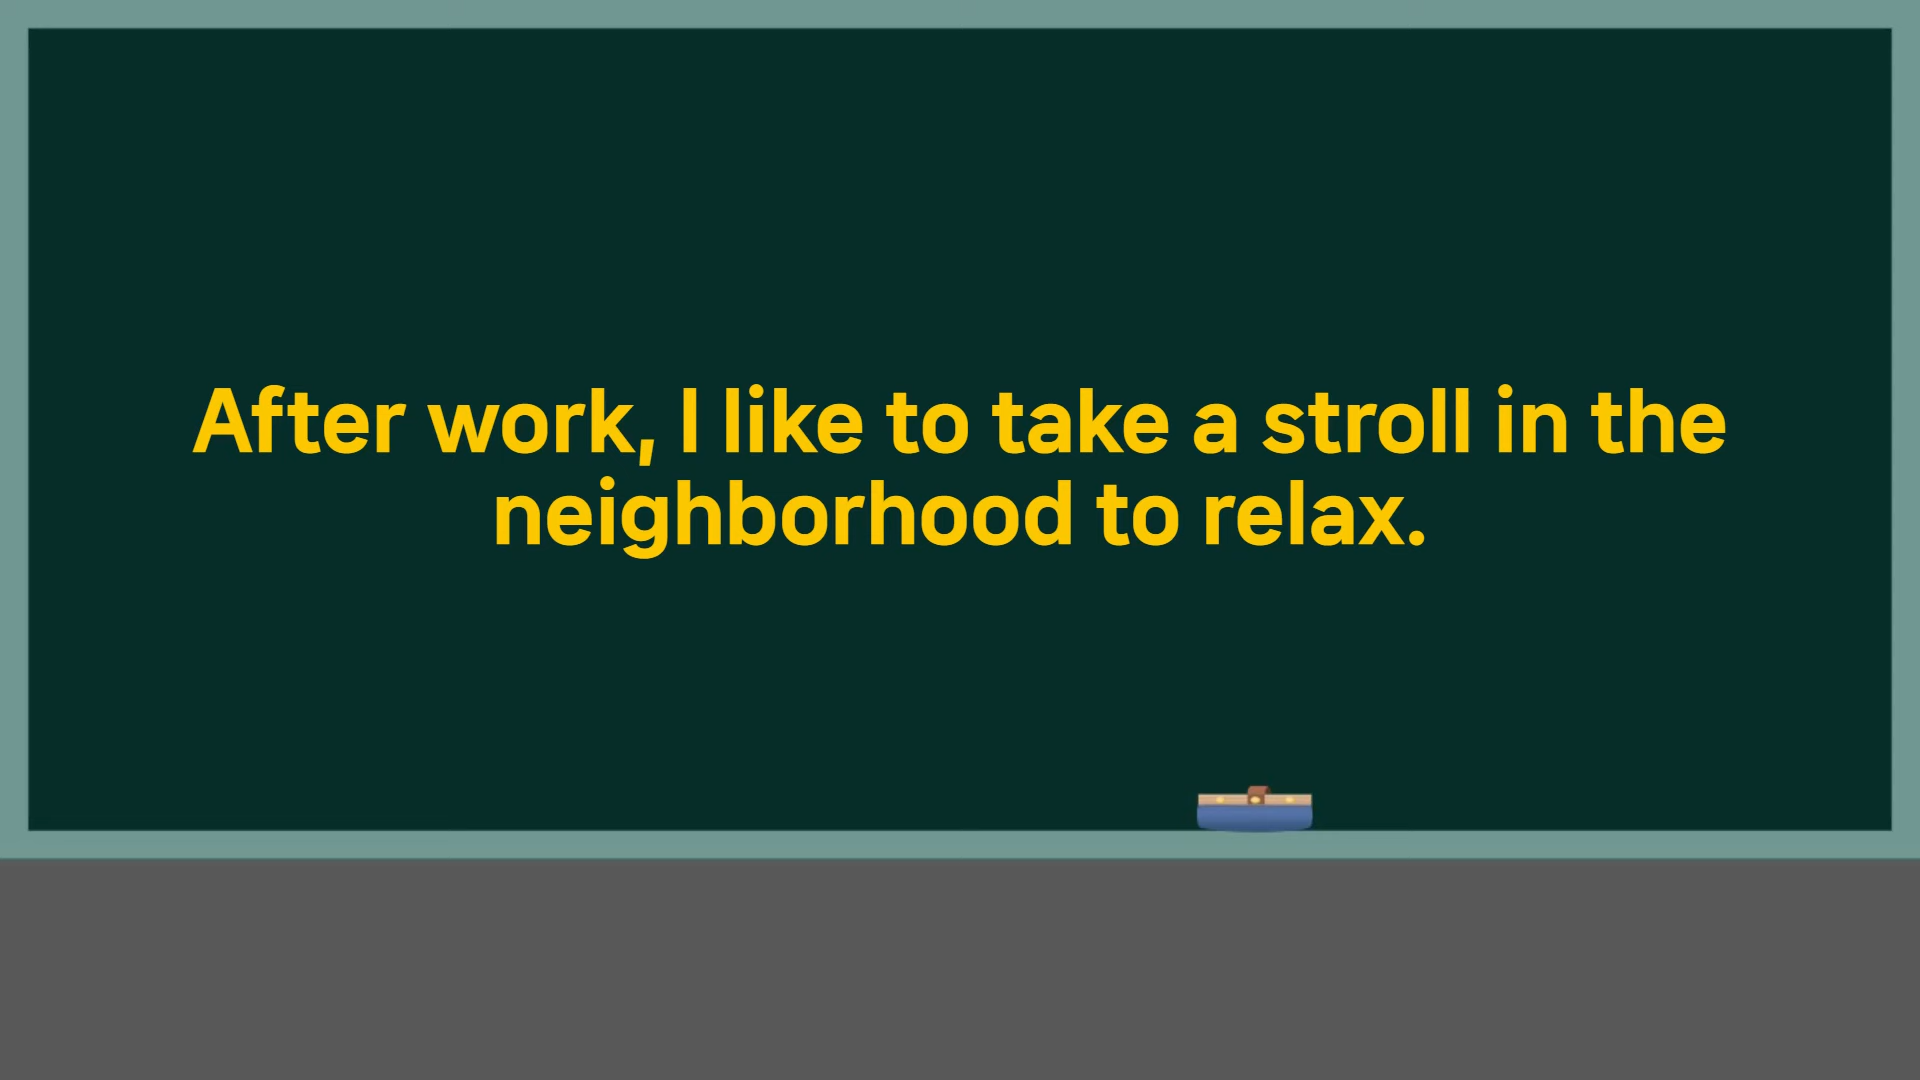 After work, I like to take a stroll in the
neighborhood to relax.